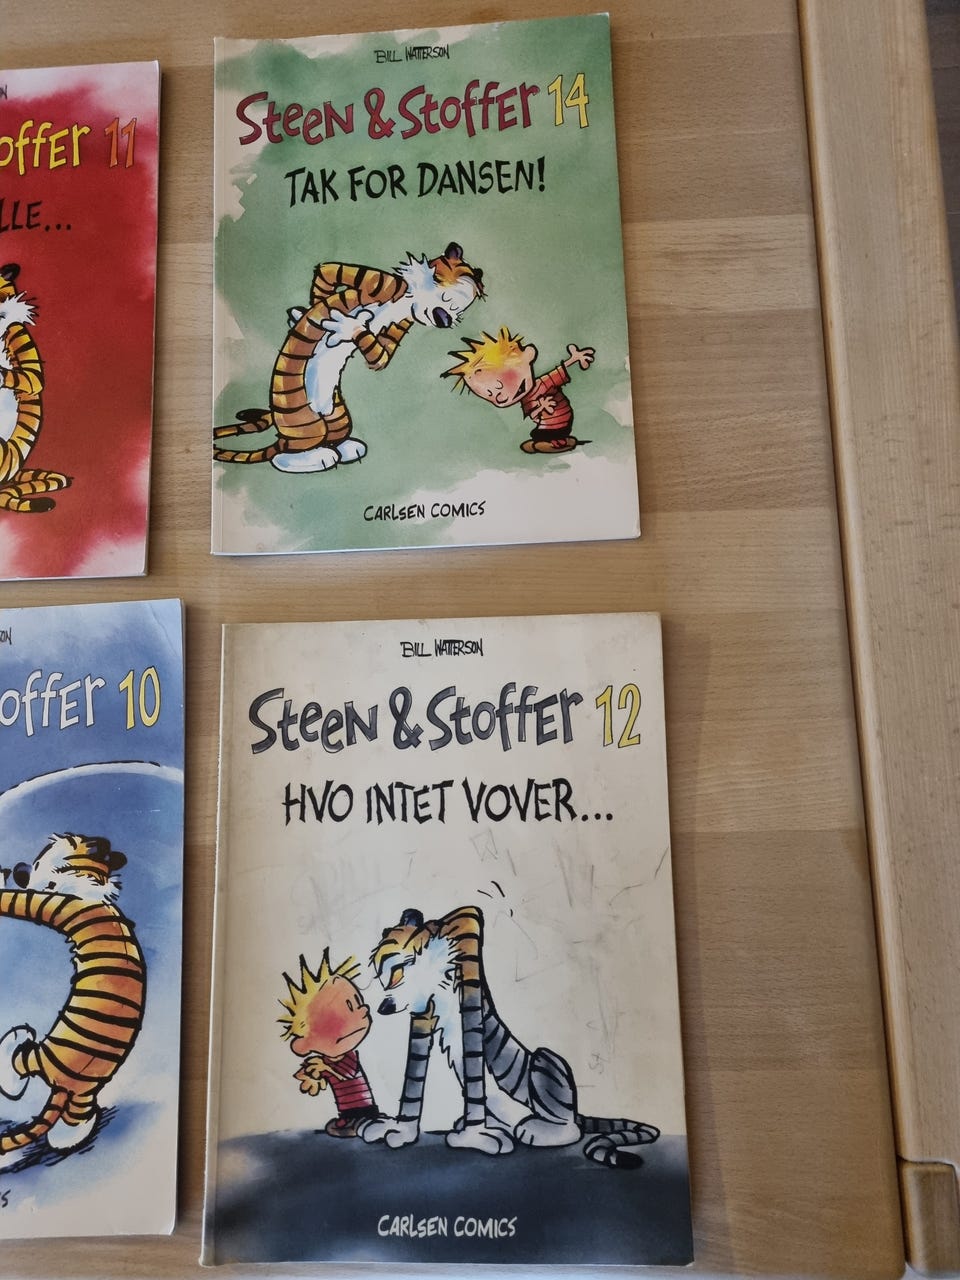 BILL WATTERSON
STEEN & STOFFER 14
TAK FOR DANSEN!
CARLSEN COMICS
OFFER 11
LLE...
BILL WATTERSON
STEEN & STOFFER 12
HVO INTET VOVER...
CARLSEN COMICS
OFFER 10